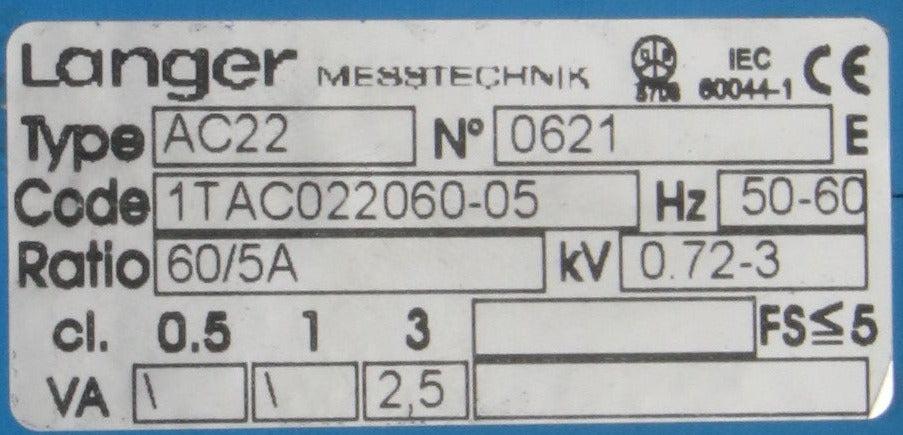 Langer MESSTECHNIK IEC 60044-1 CE
Type AC22 Nº 0621 E
Code 1TAC022060-05 Hz 50-60
Ratio 60/5A kV 0.72-3
cl. 0.5 1 3 FS≤5
VA \ \ 2,5